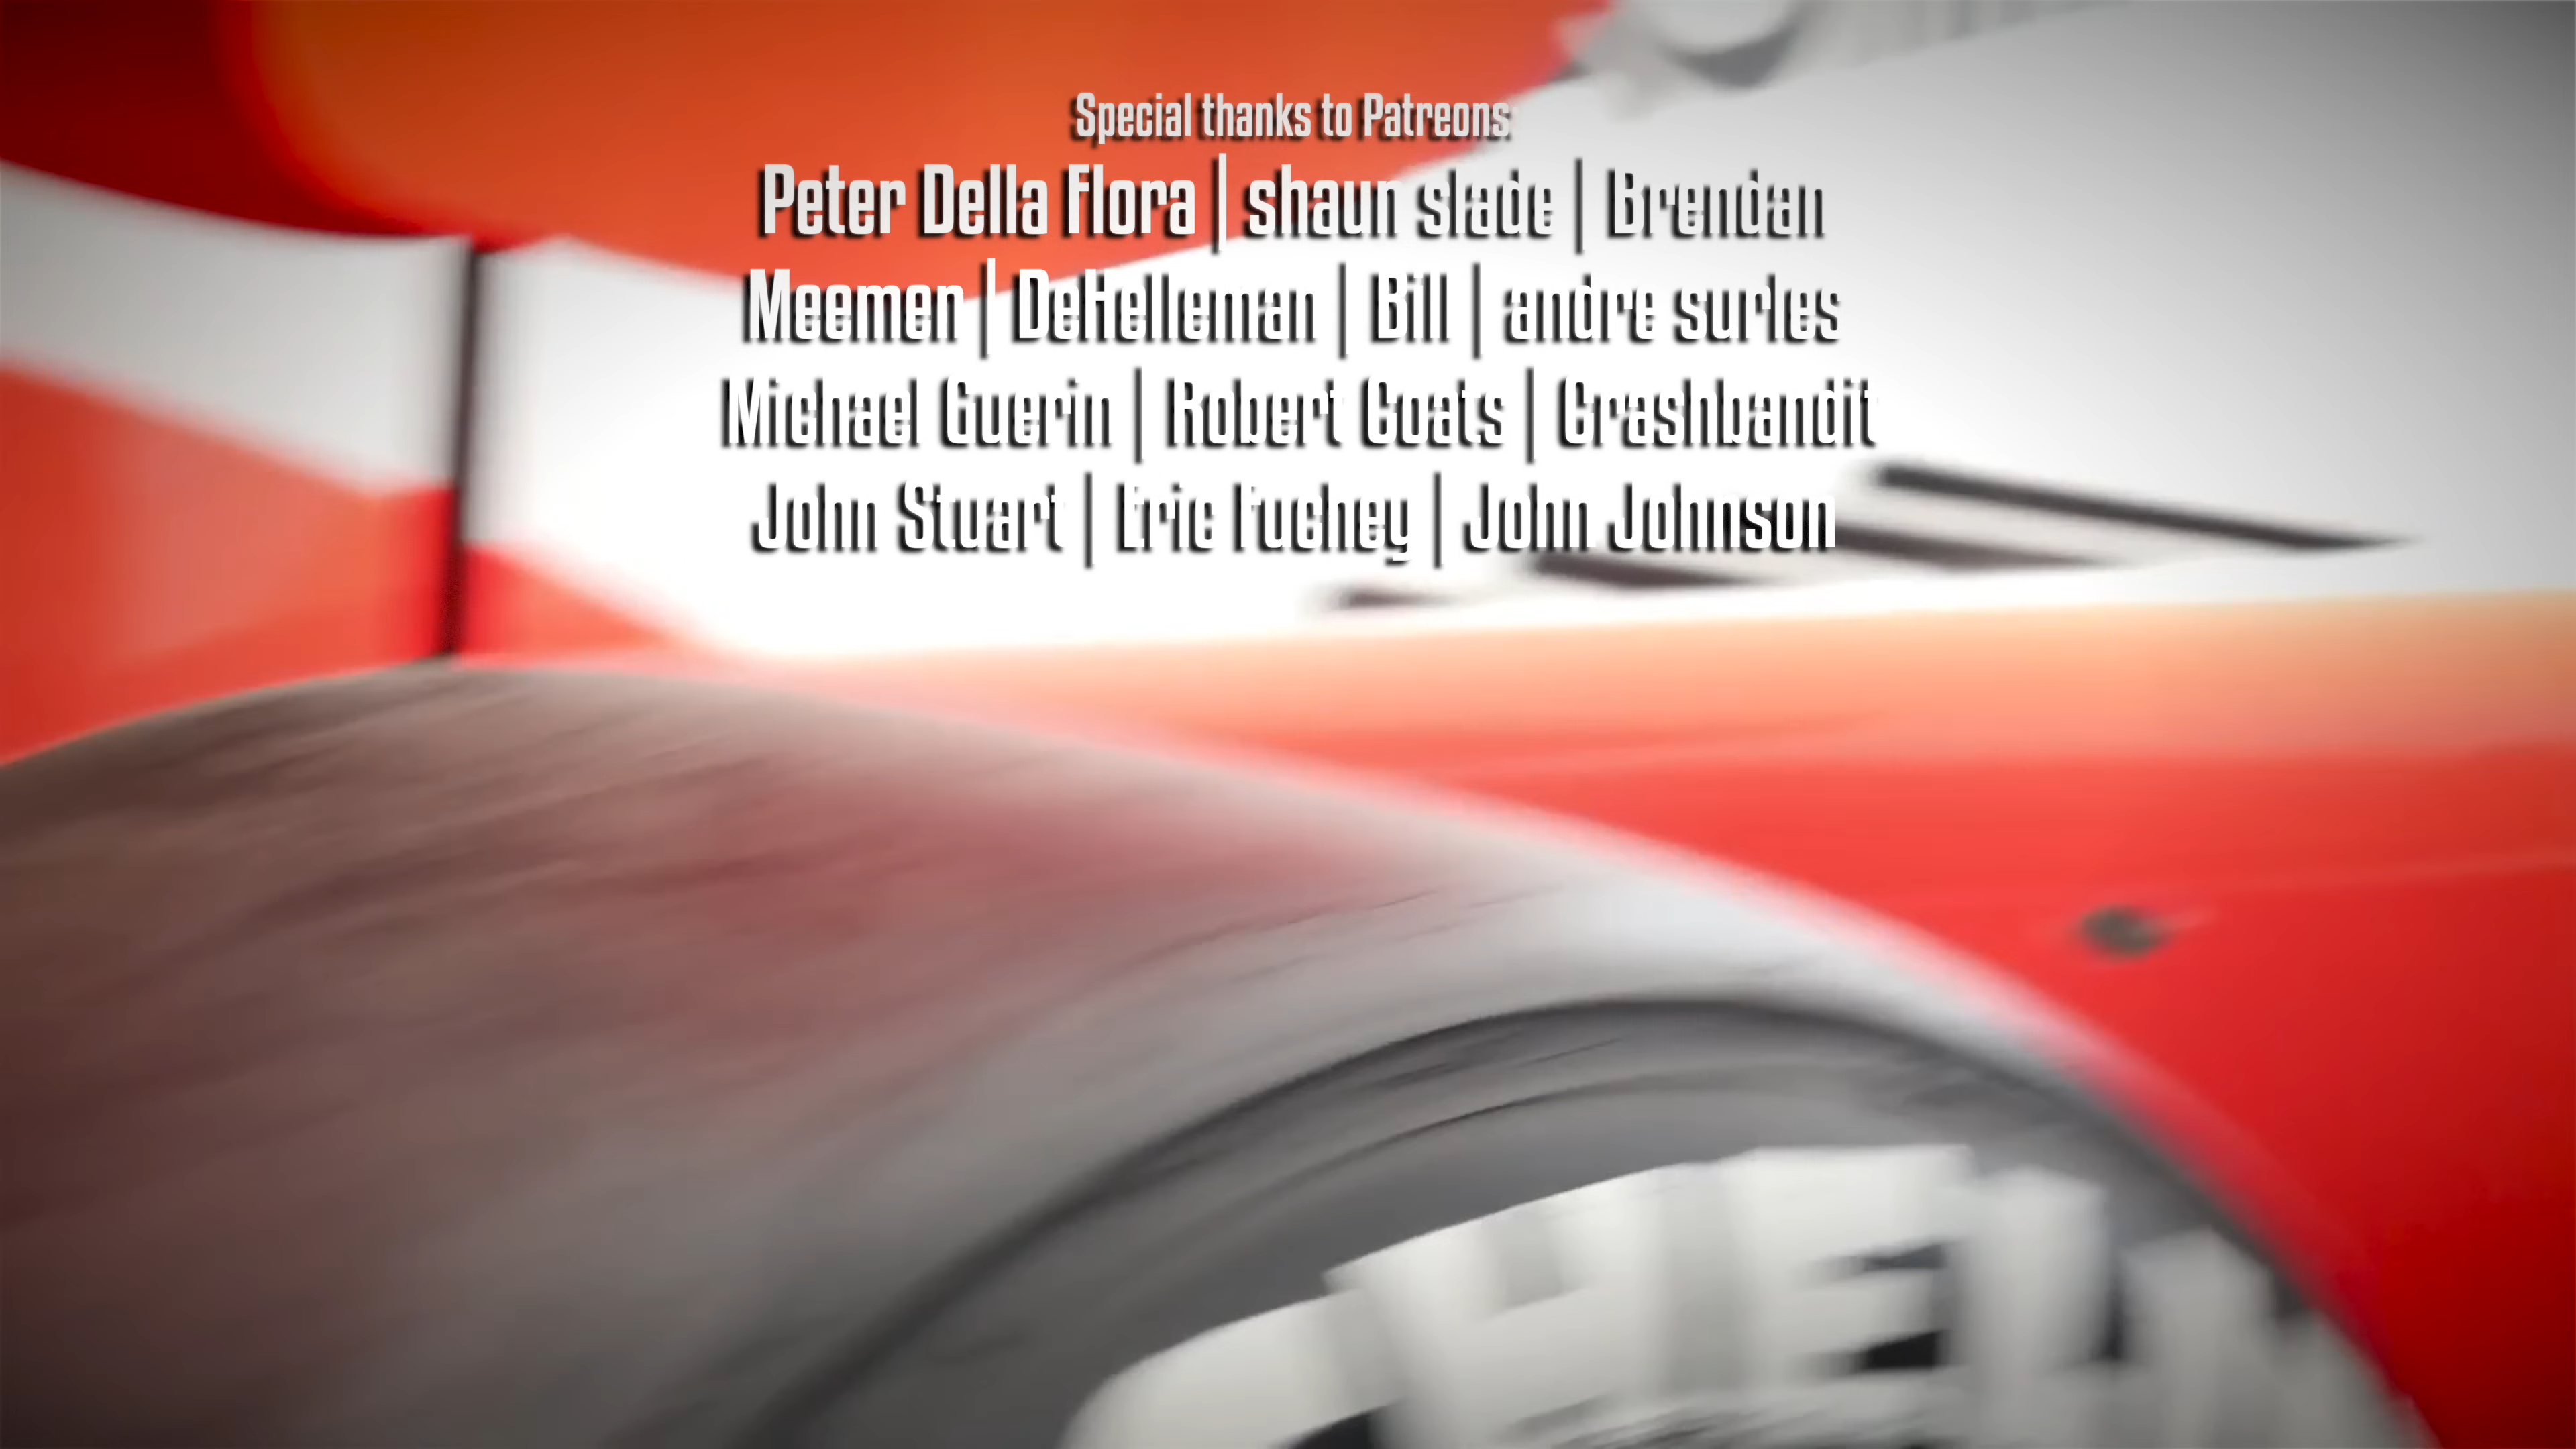 Special thanks to Patreons:
Peter Della Flora | shaun slade | Brendan
Meemen | DeHelleman | Bill | andre surles
Michael Guerin | Robert Coats | Crashbandit
John Stuart | Eric Fuchey | John Johnson